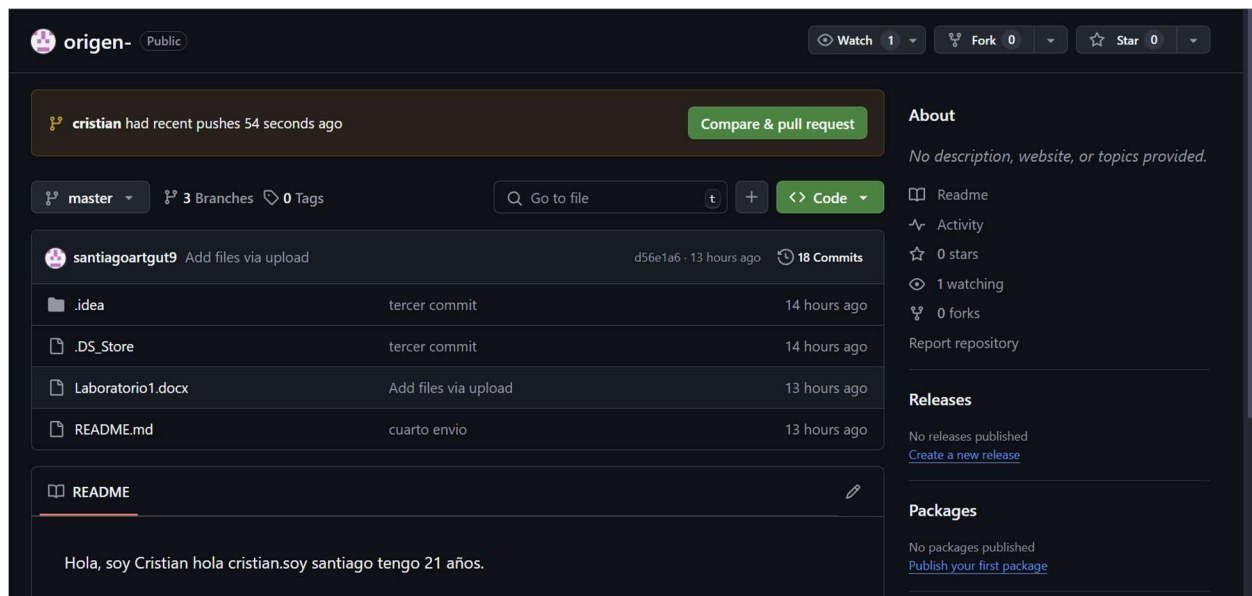 origen- Public
Watch 1 Fork 0 Star 0
cristian had recent pushes 54 seconds ago Compare & pull request
master 3 Branches 0 Tags Go to file t Code
santiagoartgut9 Add files via upload d56e1a6 · 13 hours ago 18 Commits
.idea tercer commit 14 hours ago
.DS_Store tercer commit 14 hours ago
Laboratorio1.docx Add files via upload 13 hours ago
README.md cuarto envio 13 hours ago
README
Hola, soy Cristian hola cristian.soy santiago tengo 21 años.
About
No description, website, or topics provided.
Readme
Activity
0 stars
1 watching
0 forks
Report repository
Releases
No releases published
Create a new release
Packages
No packages published
Publish your first package